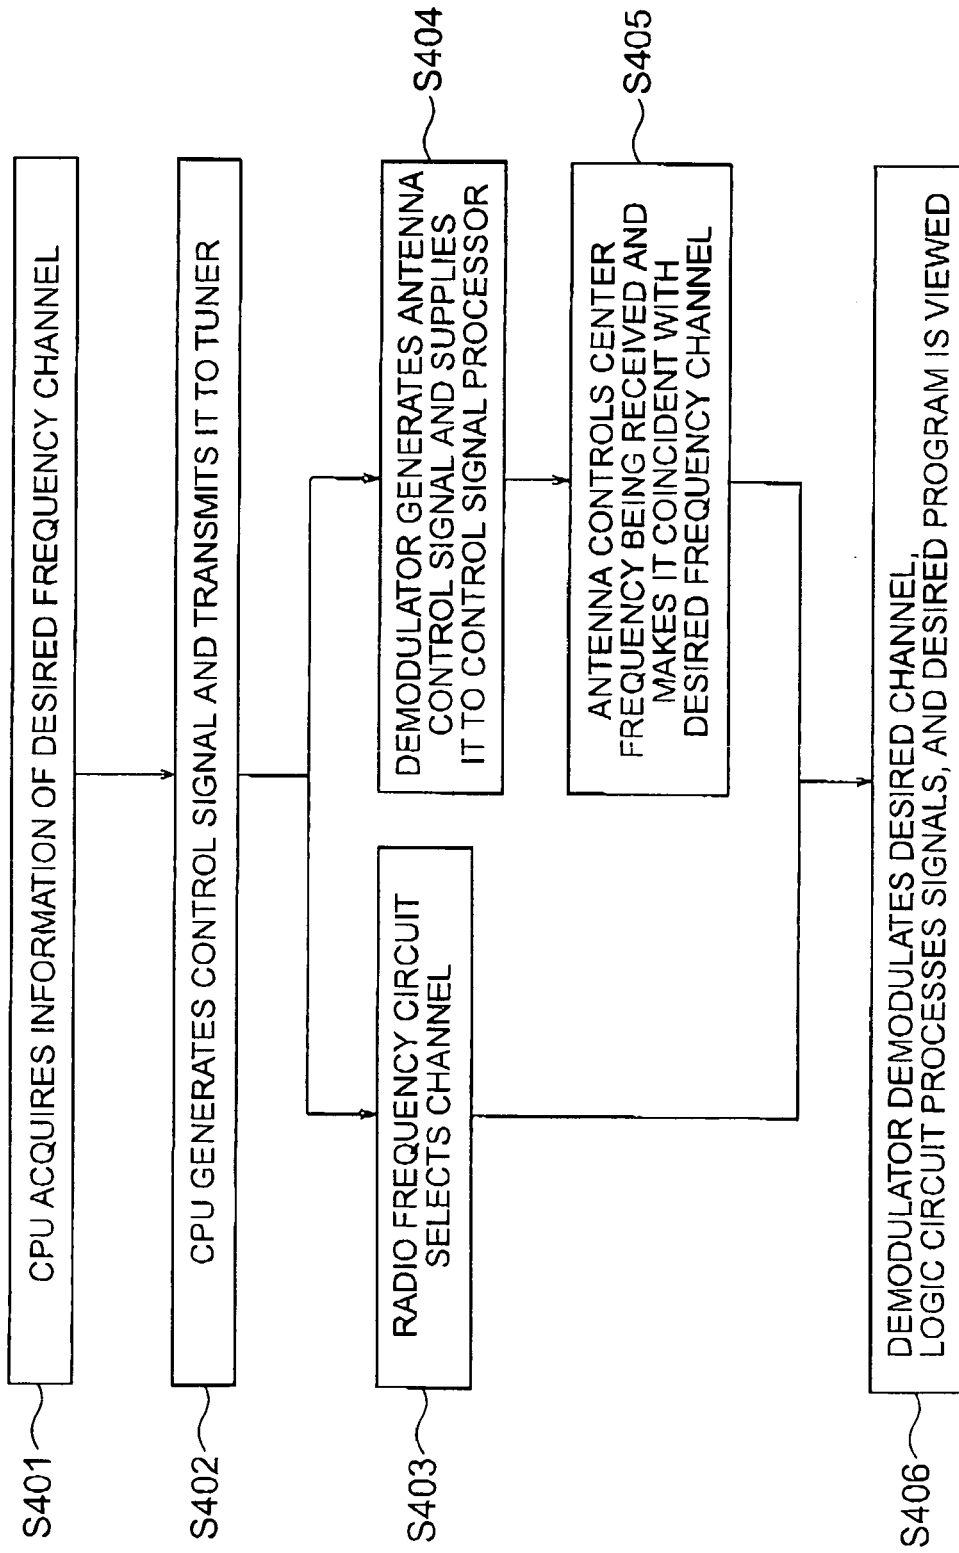 S401
CPU ACQUIRES INFORMATION OF DESIRED FREQUENCY CHANNEL
S402
CPU GENERATES CONTROL SIGNAL AND TRANSMITS IT TO TUNER
S403
RADIO FREQUENCY CIRCUIT
SELECTS CHANNEL
DEMODULATOR GENERATES ANTENNA
CONTROL SIGNAL AND SUPPLIES
IT TO CONTROL SIGNAL PROCESSOR
S404
ANTENNA CONTROLS CENTER
FREQUENCY BEING RECEIVED AND
MAKES IT COINCIDENT WITH
DESIRED FREQUENCY CHANNEL
S405
S406
DEMODULATOR DEMODULATES DESIRED CHANNEL,
LOGIC CIRCUIT PROCESSES SIGNALS, AND DESIRED PROGRAM IS VIEWED